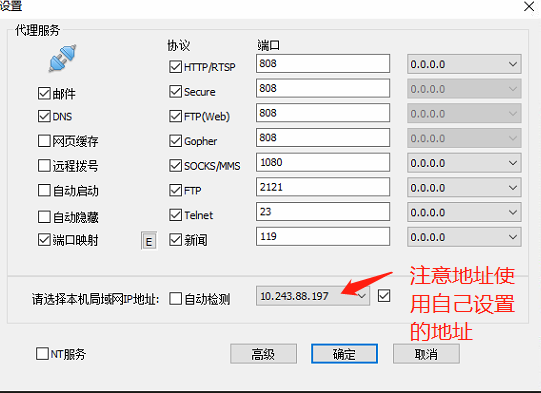 设置
代理服务
协议
端口
HTTP/RTSP
808
0.0.0.0
邮件
Secure
808
0.0.0.0
DNS
FTP(Web)
808
0.0.0.0
网页缓存
Gopher
808
0.0.0.0
远程拨号
SOCKS/MMS
1080
0.0.0.0
自动启动
FTP
2121
0.0.0.0
自动隐藏
Telnet
23
0.0.0.0
端口映射
E
新闻
119
0.0.0.0
请选择本机局域网IP地址:
自动检测
10.243.88.197
注意地址使
用自己设置
的地址
NT服务
高级
确定
取消